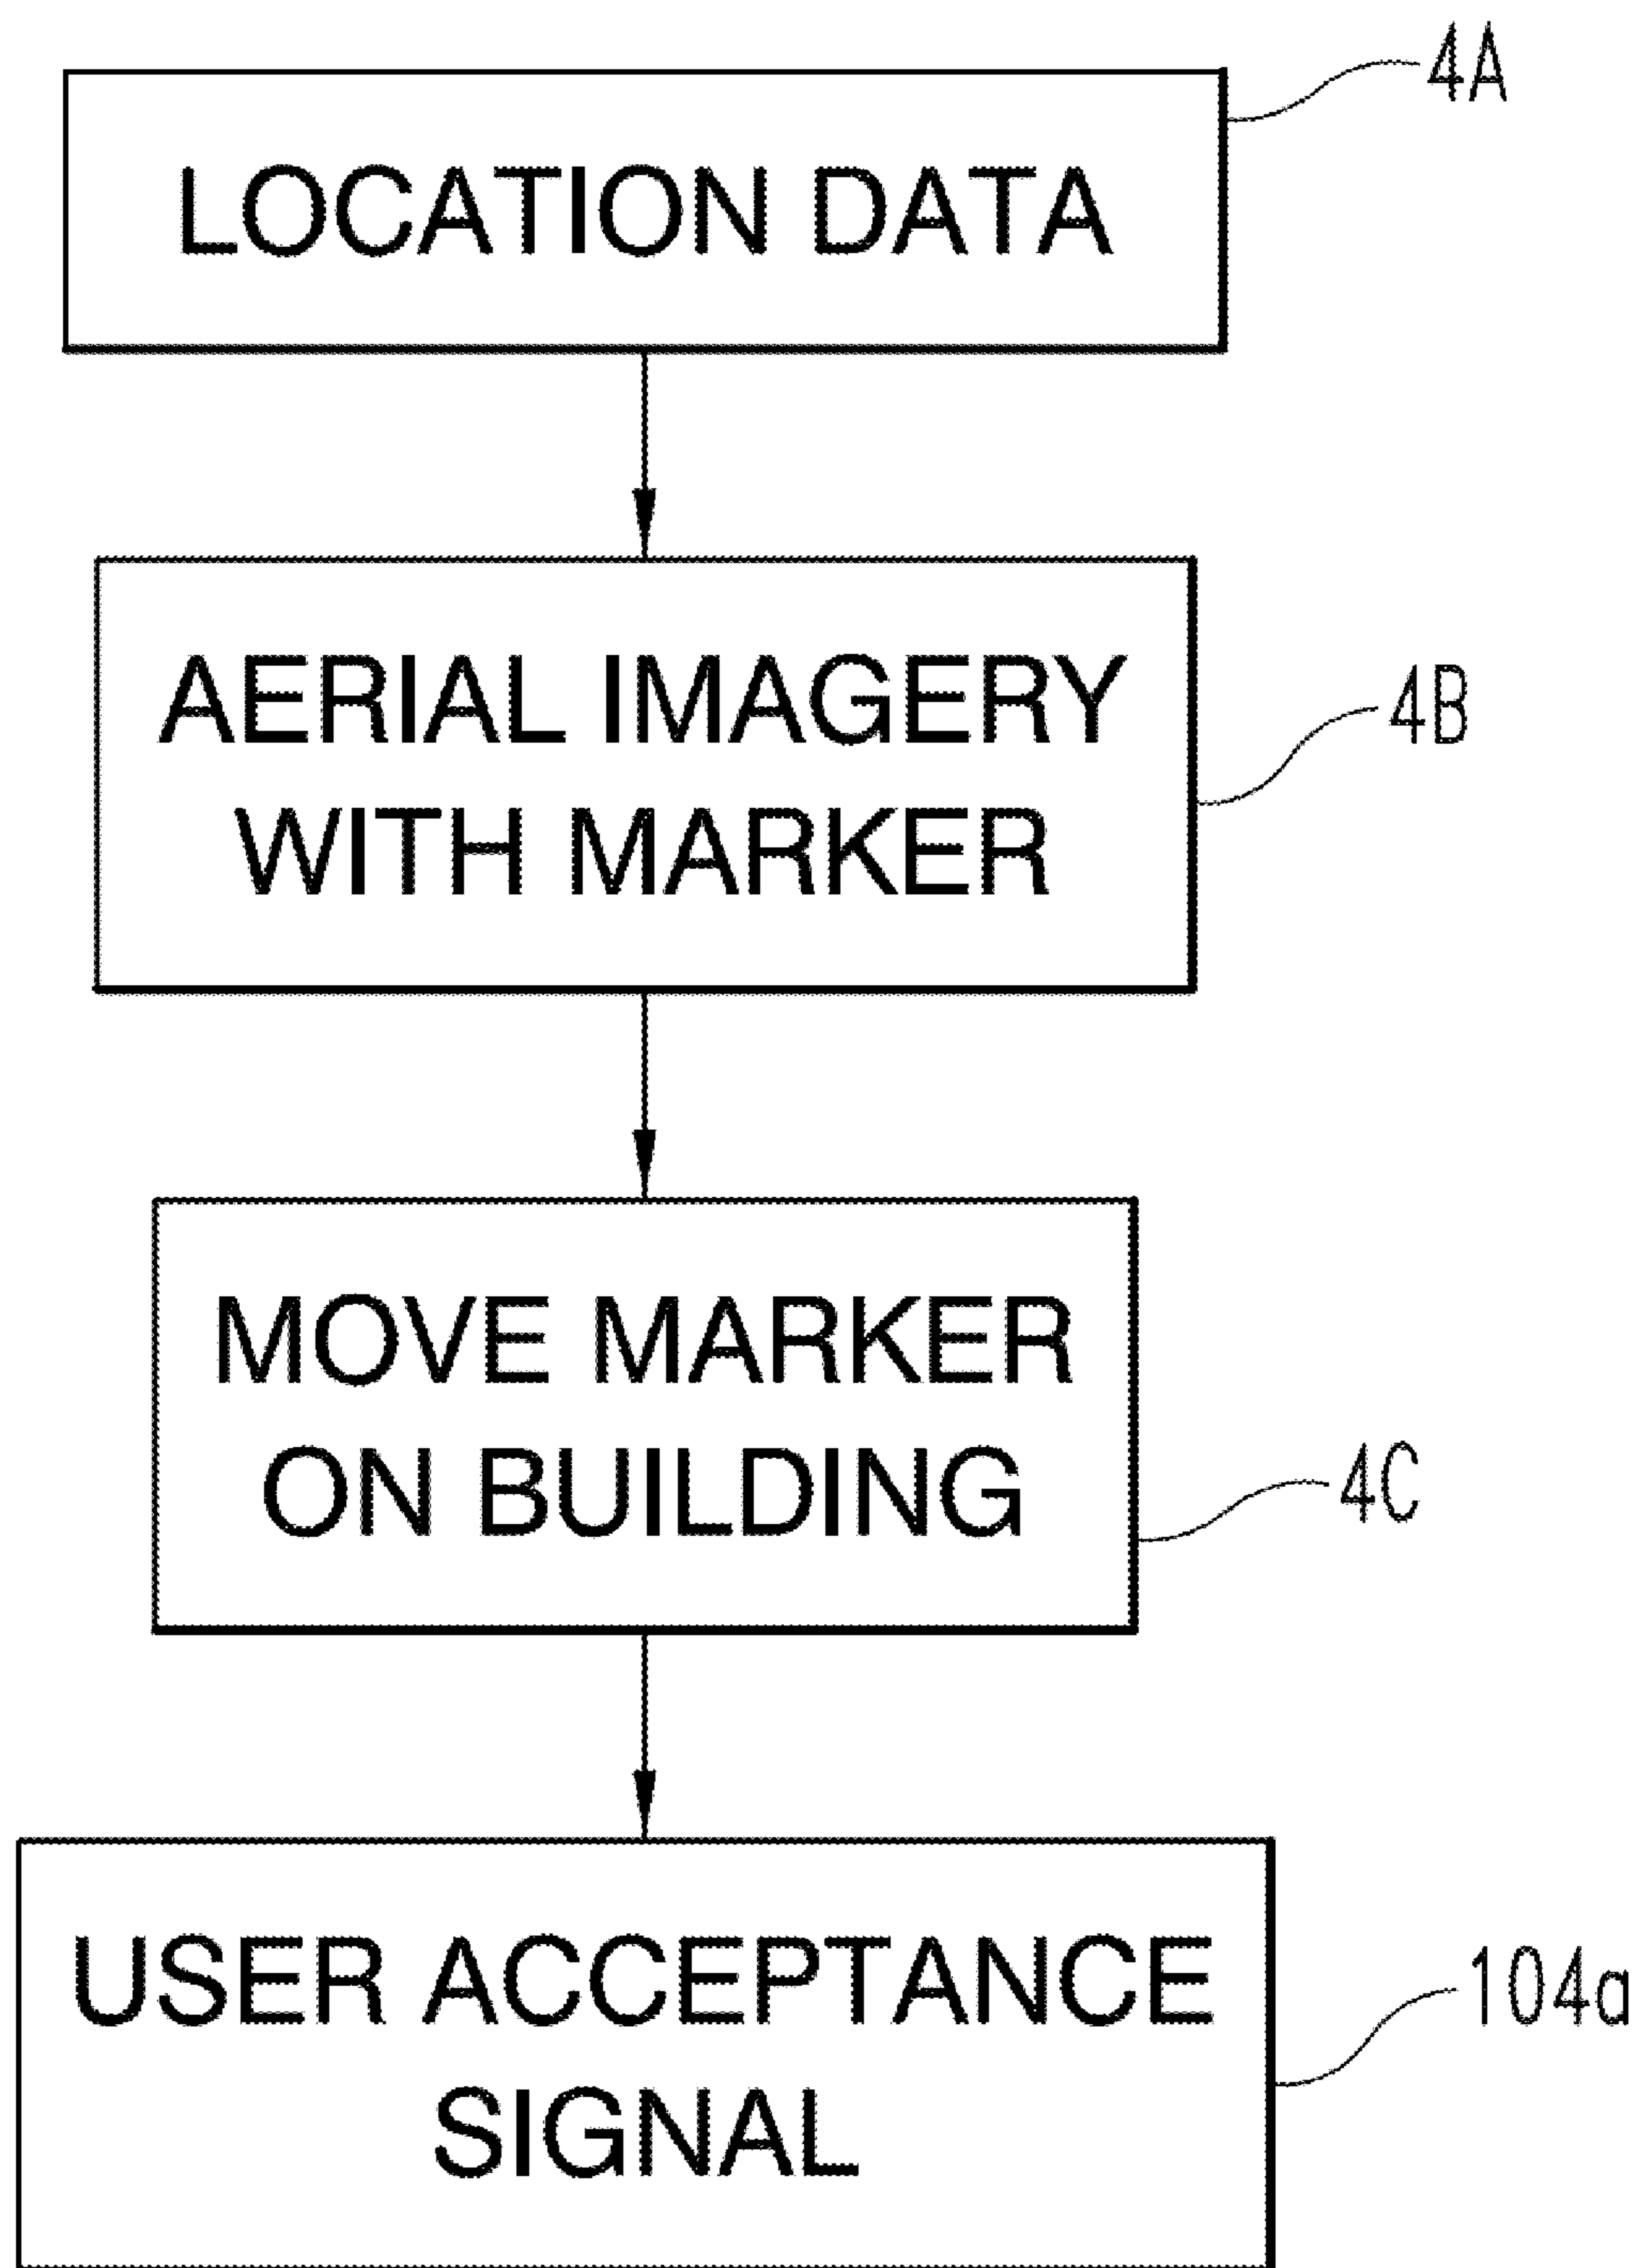 4A
LOCATION DATA
AERIAL IMAGERY
WITH MARKER
4B
MOVE MARKER
ON BUILDING
4C
USER ACCEPTANCE
SIGNAL
104a